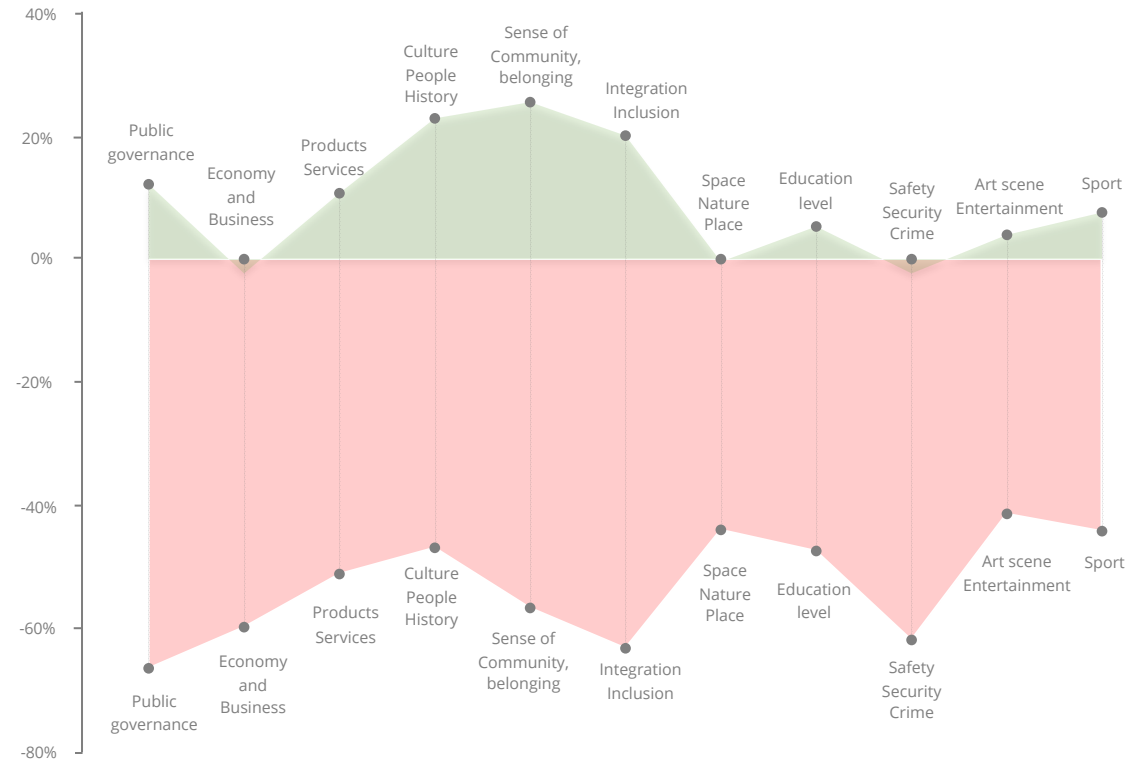 40%
20%
0%
-20%
-40%
-60%
-80%
Public
governance
Economy
and
Business
Products
Services
Culture
People
History
Sense of
Community,
belonging
Integration
Inclusion
Space
Nature
Place
Education
level
Safety
Security
Crime
Art scene
Entertainment
Sport
Public
governance
Economy
and
Business
Products
Services
Culture
People
History
Sense of
Community,
belonging
Integration
Inclusion
Space
Nature
Place
Education
level
Safety
Security
Crime
Art scene
Entertainment
Sport